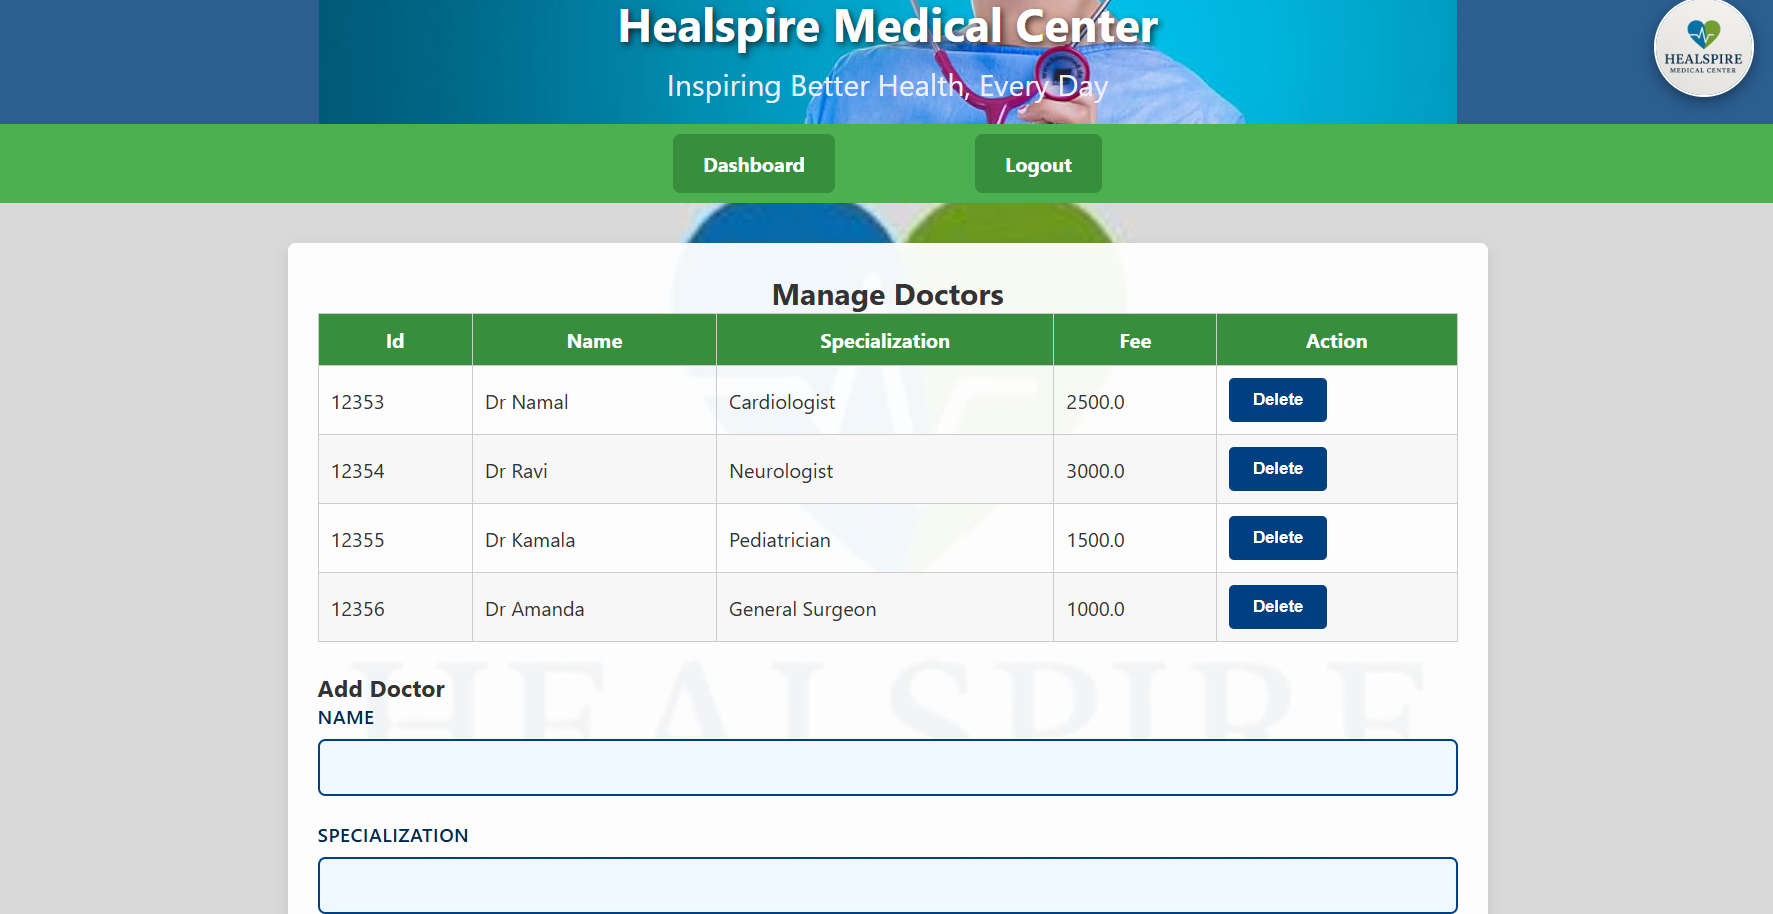 Healspire Medical Center
Inspiring Better Health, Every Day
HEALSPIRE
MEDICAL CENTER
Dashboard Logout
Manage Doctors
Id Name Specialization Fee Action
12353 Dr Namal Cardiologist 2500.0 Delete
12354 Dr Ravi Neurologist 3000.0 Delete
12355 Dr Kamala Pediatrician 1500.0 Delete
12356 Dr Amanda General Surgeon 1000.0 Delete
HEALSPIRE
Add Doctor
NAME
SPECIALIZATION